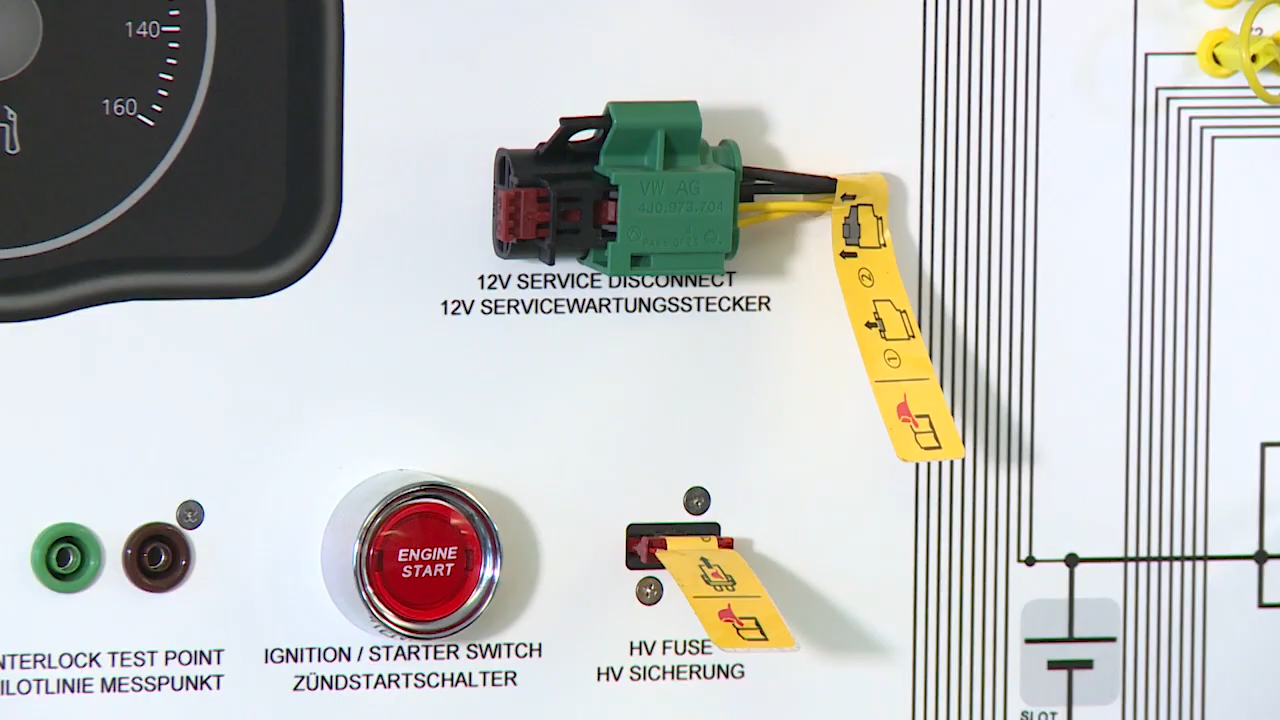 140
160
VW AG
4J0.973.704
12V SERVICE DISCONNECT
12V SERVICEWARTUNGSSTECKER
2
1
ENGINE
START
NTERLOCK TEST POINT
ILOTLINIE MESSPUNKT
IGNITION / STARTER SWITCH
ZÜNDSTARTSCHALTER
HV FUSE
HV SICHERUNG
SLOT